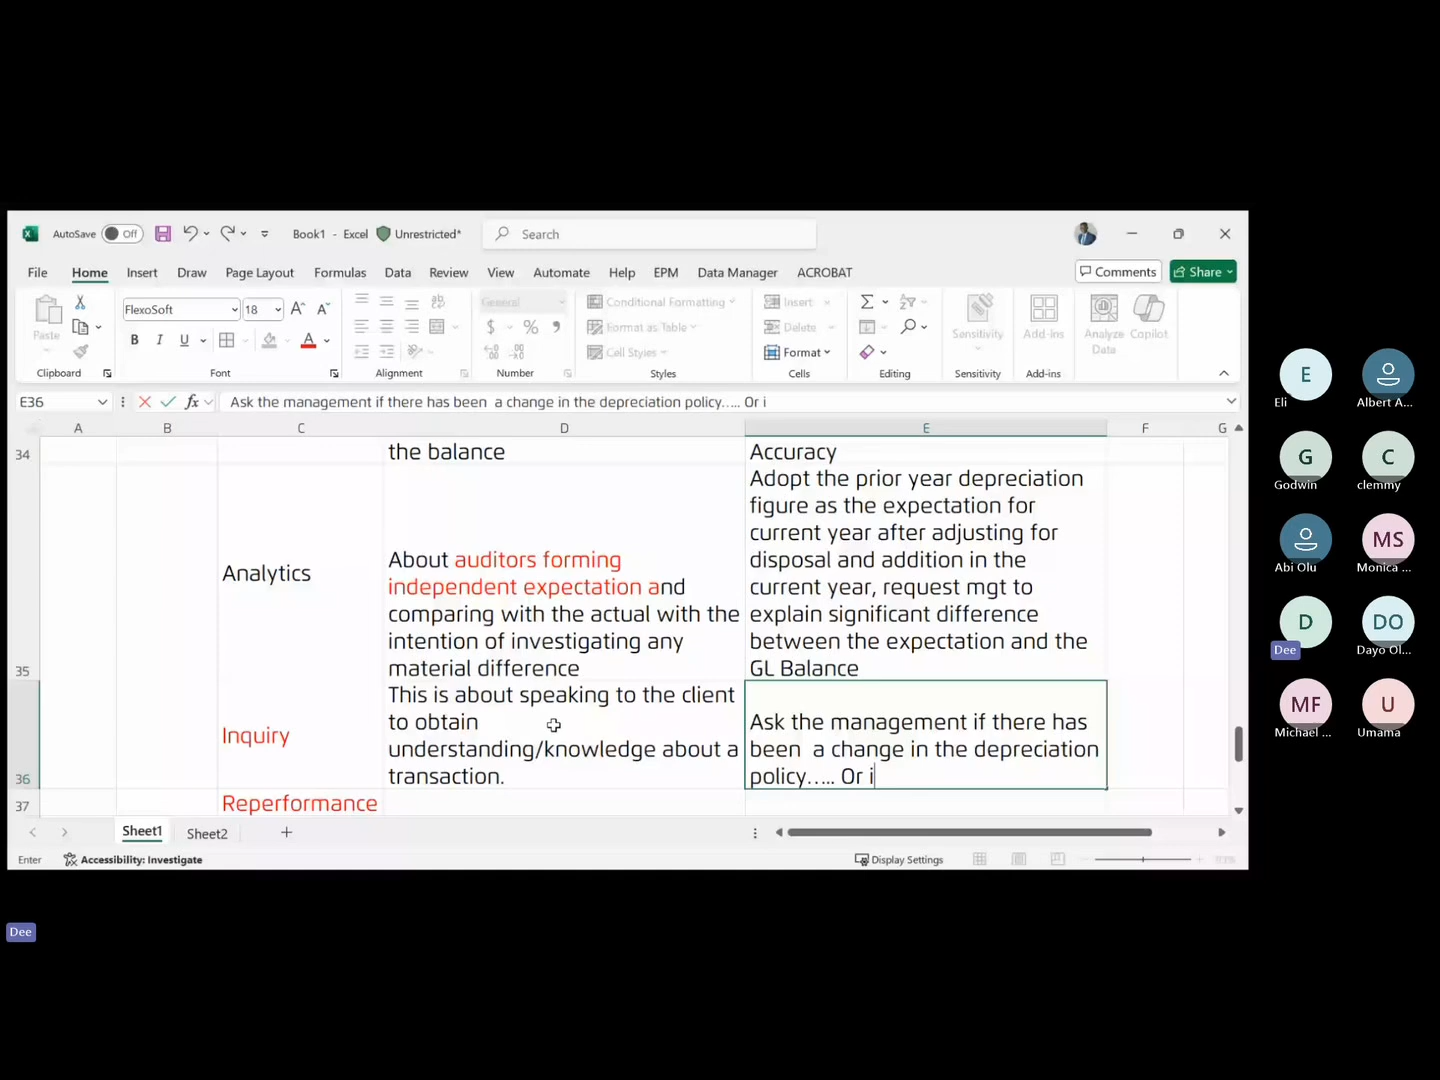 AutoSave Off Book1 - Excel Unrestricted* Search
File Home Insert Draw Page Layout Formulas Data Review View Automate Help EPM Data Manager ACROBAT Comments Share
Paste
Clipboard
FlexoSoft 18 A^ A˅
B I U A
Font
ab
Alignment
General
$ % 9
Number
Conditional Formatting
Format as Table
Cell Styles
Styles
Insert
Delete
Format
Cells
Σ
Editing
Sensitivity
Sensitivity
Add-ins
Add-ins
Analyze Data
Copilot
E36 fx Ask the management if there has been  a change in the depreciation policy..... Or i
A B C D E F G
34 the balance Accuracy
35 Analytics
About auditors forming
independent expectation and
comparing with the actual with the
intention of investigating any
material difference
Adopt the prior year depreciation
figure as the expectation for
current year after adjusting for
disposal and addition in the
current year, request mgt to
explain significant difference
between the expectation and the
GL Balance
36 Inquiry
This is about speaking to the client
to obtain
understanding/knowledge about a
transaction.
Ask the management if there has
been  a change in the depreciation
policy..... Or i
37 Reperformance
Sheet1 Sheet2 +
Enter Accessibility: Investigate Display Settings
E
Eli
Albert A...
G
Godwin
C
clemmy
Abi Olu
MS
Monica ...
D
Dee
DO
Dayo Ol...
MF
Michael ...
U
Umama
Dee